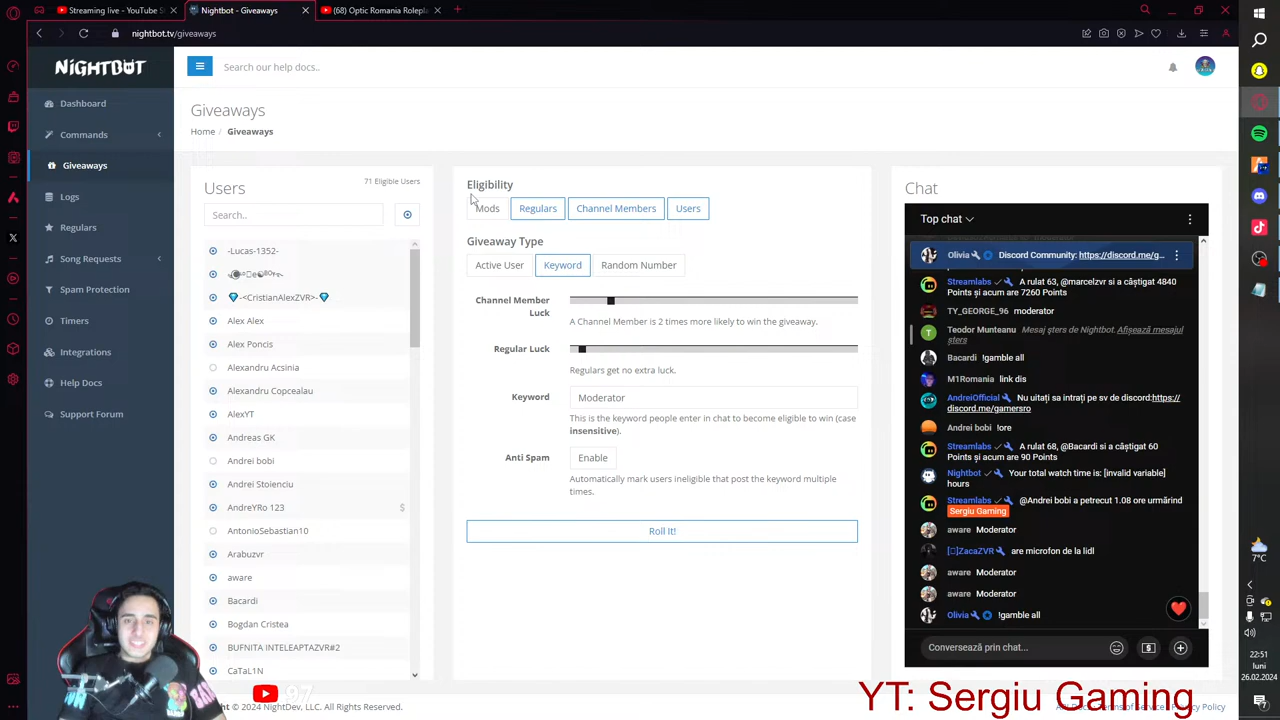 Streaming live - YouTube S
Nightbot - Giveaways
(68) Optic Romania Rolepla
nightbot.tv/giveaways
NIGHTBOT
Search our help docs..
Dashboard
Commands
Giveaways
Logs
Regulars
Song Requests
Spam Protection
Timers
Integrations
Help Docs
Support Forum
Giveaways
Home / Giveaways
Users
71 Eligible Users
Search..
-Lucas-1352-
💎-<CristianAlexZVR>-💎
Alex Alex
Alex Poncis
Alexandru Acsinia
Alexandru Copcealau
AlexYT
Andreas GK
Andrei bobi
Andrei Stoienciu
AndreYRo 123 $
AntonioSebastian10
Arabuzvr
aware
Bacardi
Bogdan Cristea
BUFNITA INTELEAPTAZVR#2
CaTaL1N
Eligibility
Mods Regulars Channel Members Users
Giveaway Type
Active User Keyword Random Number
Channel Member
Luck
A Channel Member is 2 times more likely to win the giveaway.
Regular Luck
Regulars get no extra luck.
Keyword
Moderator
This is the keyword people enter in chat to become eligible to win (case
insensitive).
Anti Spam
Enable
Automatically mark users ineligible that post the keyword multiple
times.
Roll It!
Chat
Top chat
Olivia Discord Community: https://discord.me/g...
Streamlabs A rulat 63, @marcelzvr si a câștigat 4840
Points și acum are 7260 Points
TY_GEORGE_96 moderator
Teodor Munteanu Mesaj șters de Nightbot. Afișează mesajul
șters
Bacardi !gamble all
M1Romania link dis
AndreiOfficial Nu uitați sa intrați pe sv de discord:https://
discord.me/gamersro
Andrei bobi !ore
Streamlabs A rulat 68, @Bacardi si a câștigat 60
Points și acum are 90 Points
Nightbot Your total watch time is: [invalid variable]
hours
Streamlabs @Andrei bobi a petrecut 1.08 ore urmărind
Sergiu Gaming
aware Moderator
ZacaZVR are microfon de la lidl
aware Moderator
aware Moderator
Olivia !gamble all
Conversează prin chat...
7°C
22:51
luni
26.02.2024
97
© 2024 NightDev, LLC. All Rights Reserved.
Privacy Policy
YT: Sergiu Gaming